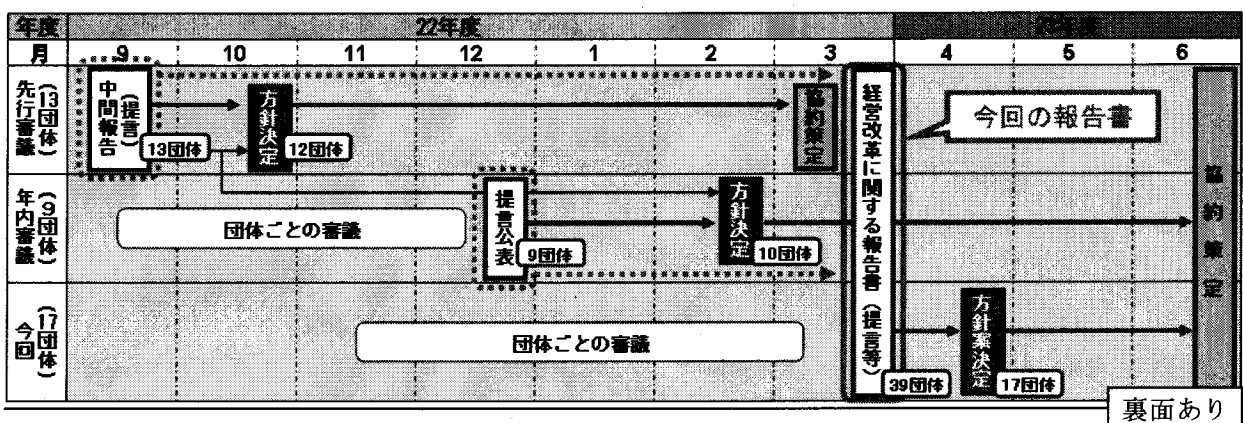 年度 22年度 23年度
月 9 10 11 12 1 2 3 4 5 6
先行審議（13団体）
中間報告（提言）
13団体
方針決定
12団体
協約策定
経営改革に関する報告書（提言等）
今回の報告書
協約策定
年内審議（9団体）
団体ごとの審議
提言公表
9団体
方針決定
10団体
今回（17団体）
団体ごとの審議
39団体
方針案決定
17団体
裏面あり